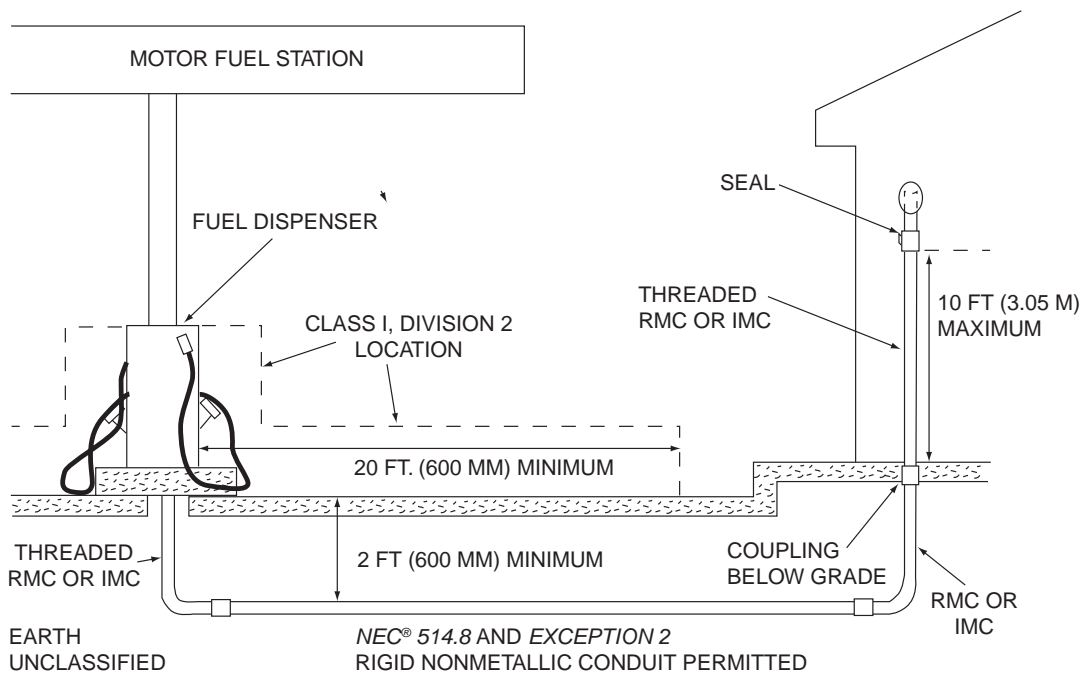 MOTOR FUEL STATION
SEAL
FUEL DISPENSER
CLASS I, DIVISION 2
LOCATION
THREADED
RMC OR IMC
10 FT (3.05 M)
MAXIMUM
20 FT. (600 MM) MINIMUM
THREADED
RMC OR IMC
2 FT (600 MM) MINIMUM
COUPLING
BELOW GRADE
RMC OR
IMC
EARTH
UNCLASSIFIED
NEC® 514.8 AND EXCEPTION 2
RIGID NONMETALLIC CONDUIT PERMITTED